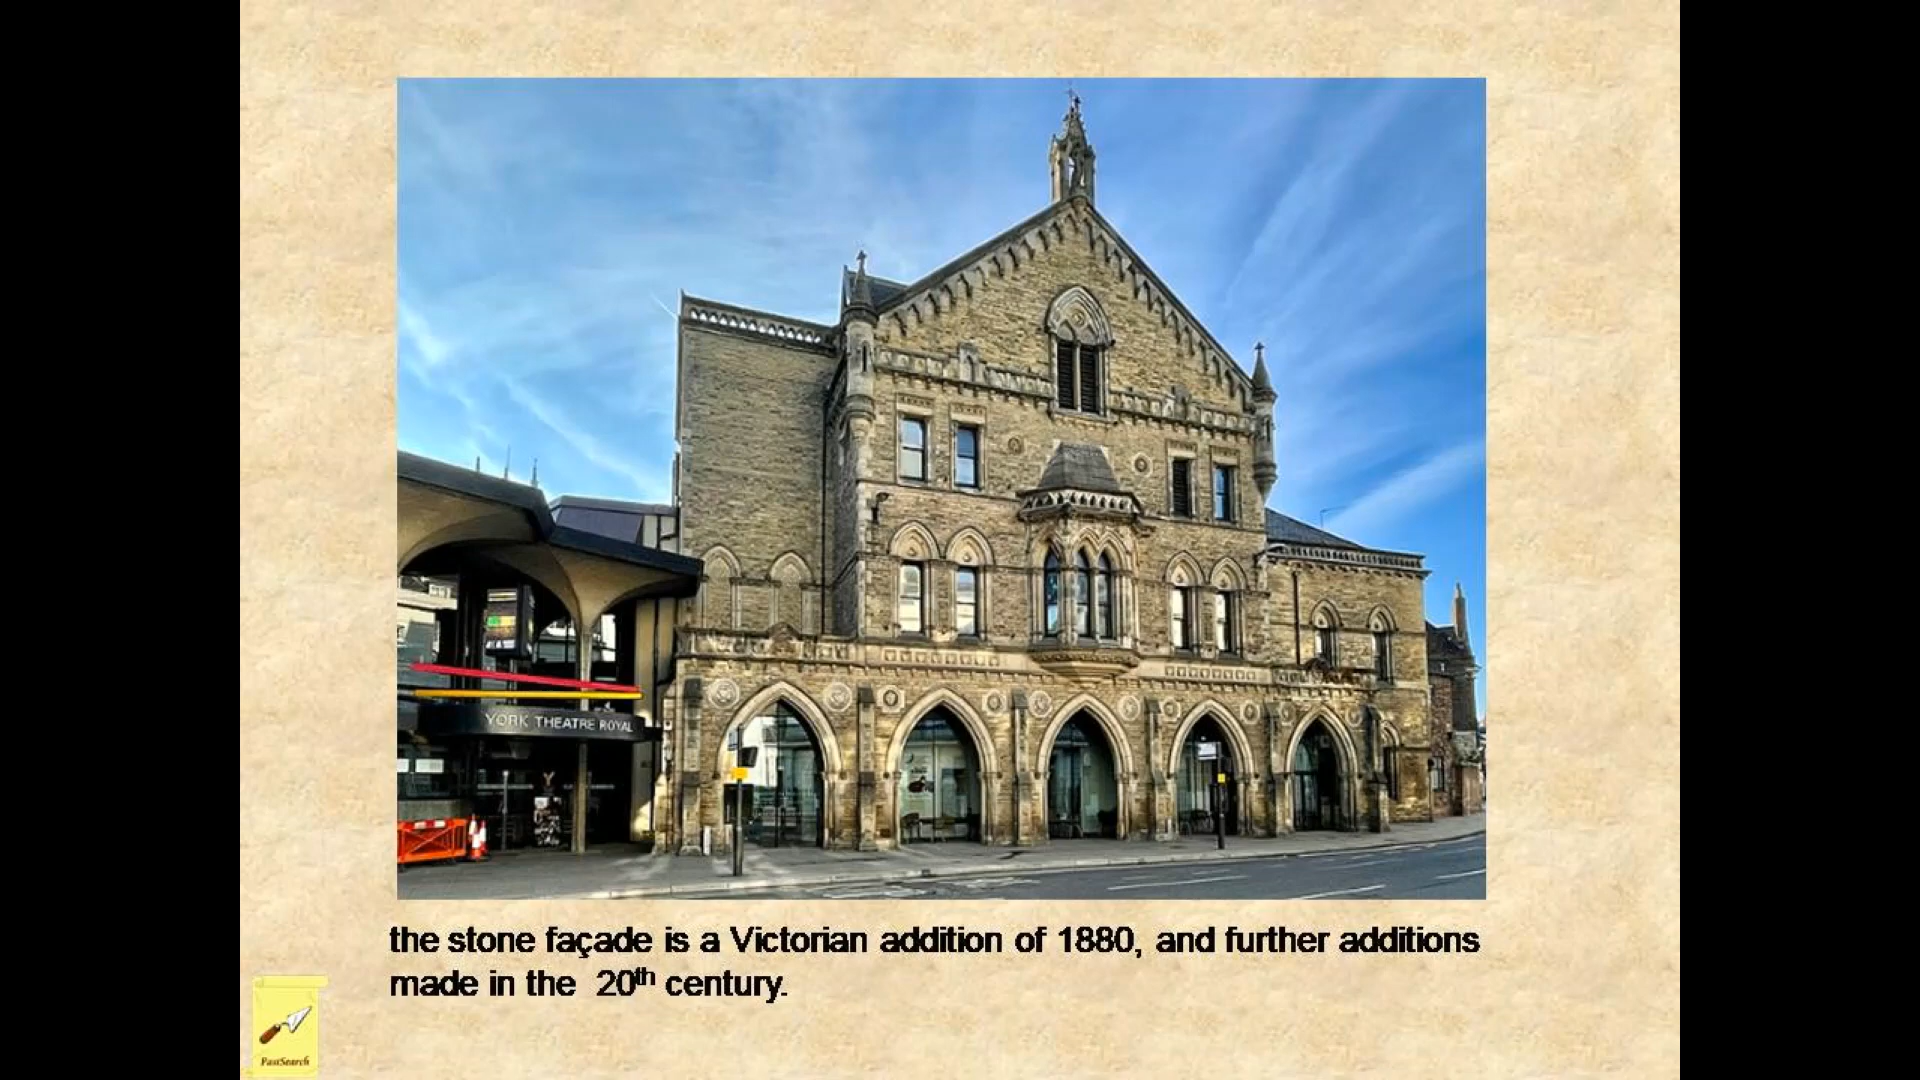 YORK THEATRE ROYAL
the stone façade is a Victorian addition of 1880, and further additions
made in the 20th century.
PastSearch